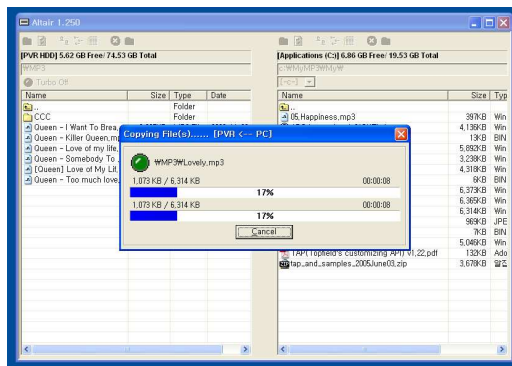 Altair 1.250
[PVR HDD] 5.62 GB Free/ 74.53 GB Total
[Applications (C:)] 6.86 GB Free/ 19.53 GB Total
₩MP3
c:₩MyMP3₩My₩
Turbo Off
[-c-]
Name Size Type Date
Name Size Typ
.. Folder
..
CCC Folder
05.Happiness.mp3 397KB Win
Queen - I Want To Brea
4,136KB Win
Queen - Killer Queen.m
13KB BIN
Queen - Love of my life
5,892KB Win
Queen - Somebody To
3,238KB Win
[Queen] Love of My Lif
4,318KB Win
Queen - Too much love
6KB BIN
6,373KB Win
6,365KB Win
6,314KB Win
969KB JPE
7KB BIN
5,046KB Win
Copying File(s)...... [PVR <-- PC]
₩MP3₩Lovely.mp3
1,073 KB / 6,314 KB 00:00:08
17%
1,073 KB / 6,314 KB 00:00:08
17%
Cancel
TAP(Topfield's customizing API) v1.22.pdf 132KB Ado
tap_and_samples_2005June03.zip 3,678KB 알집